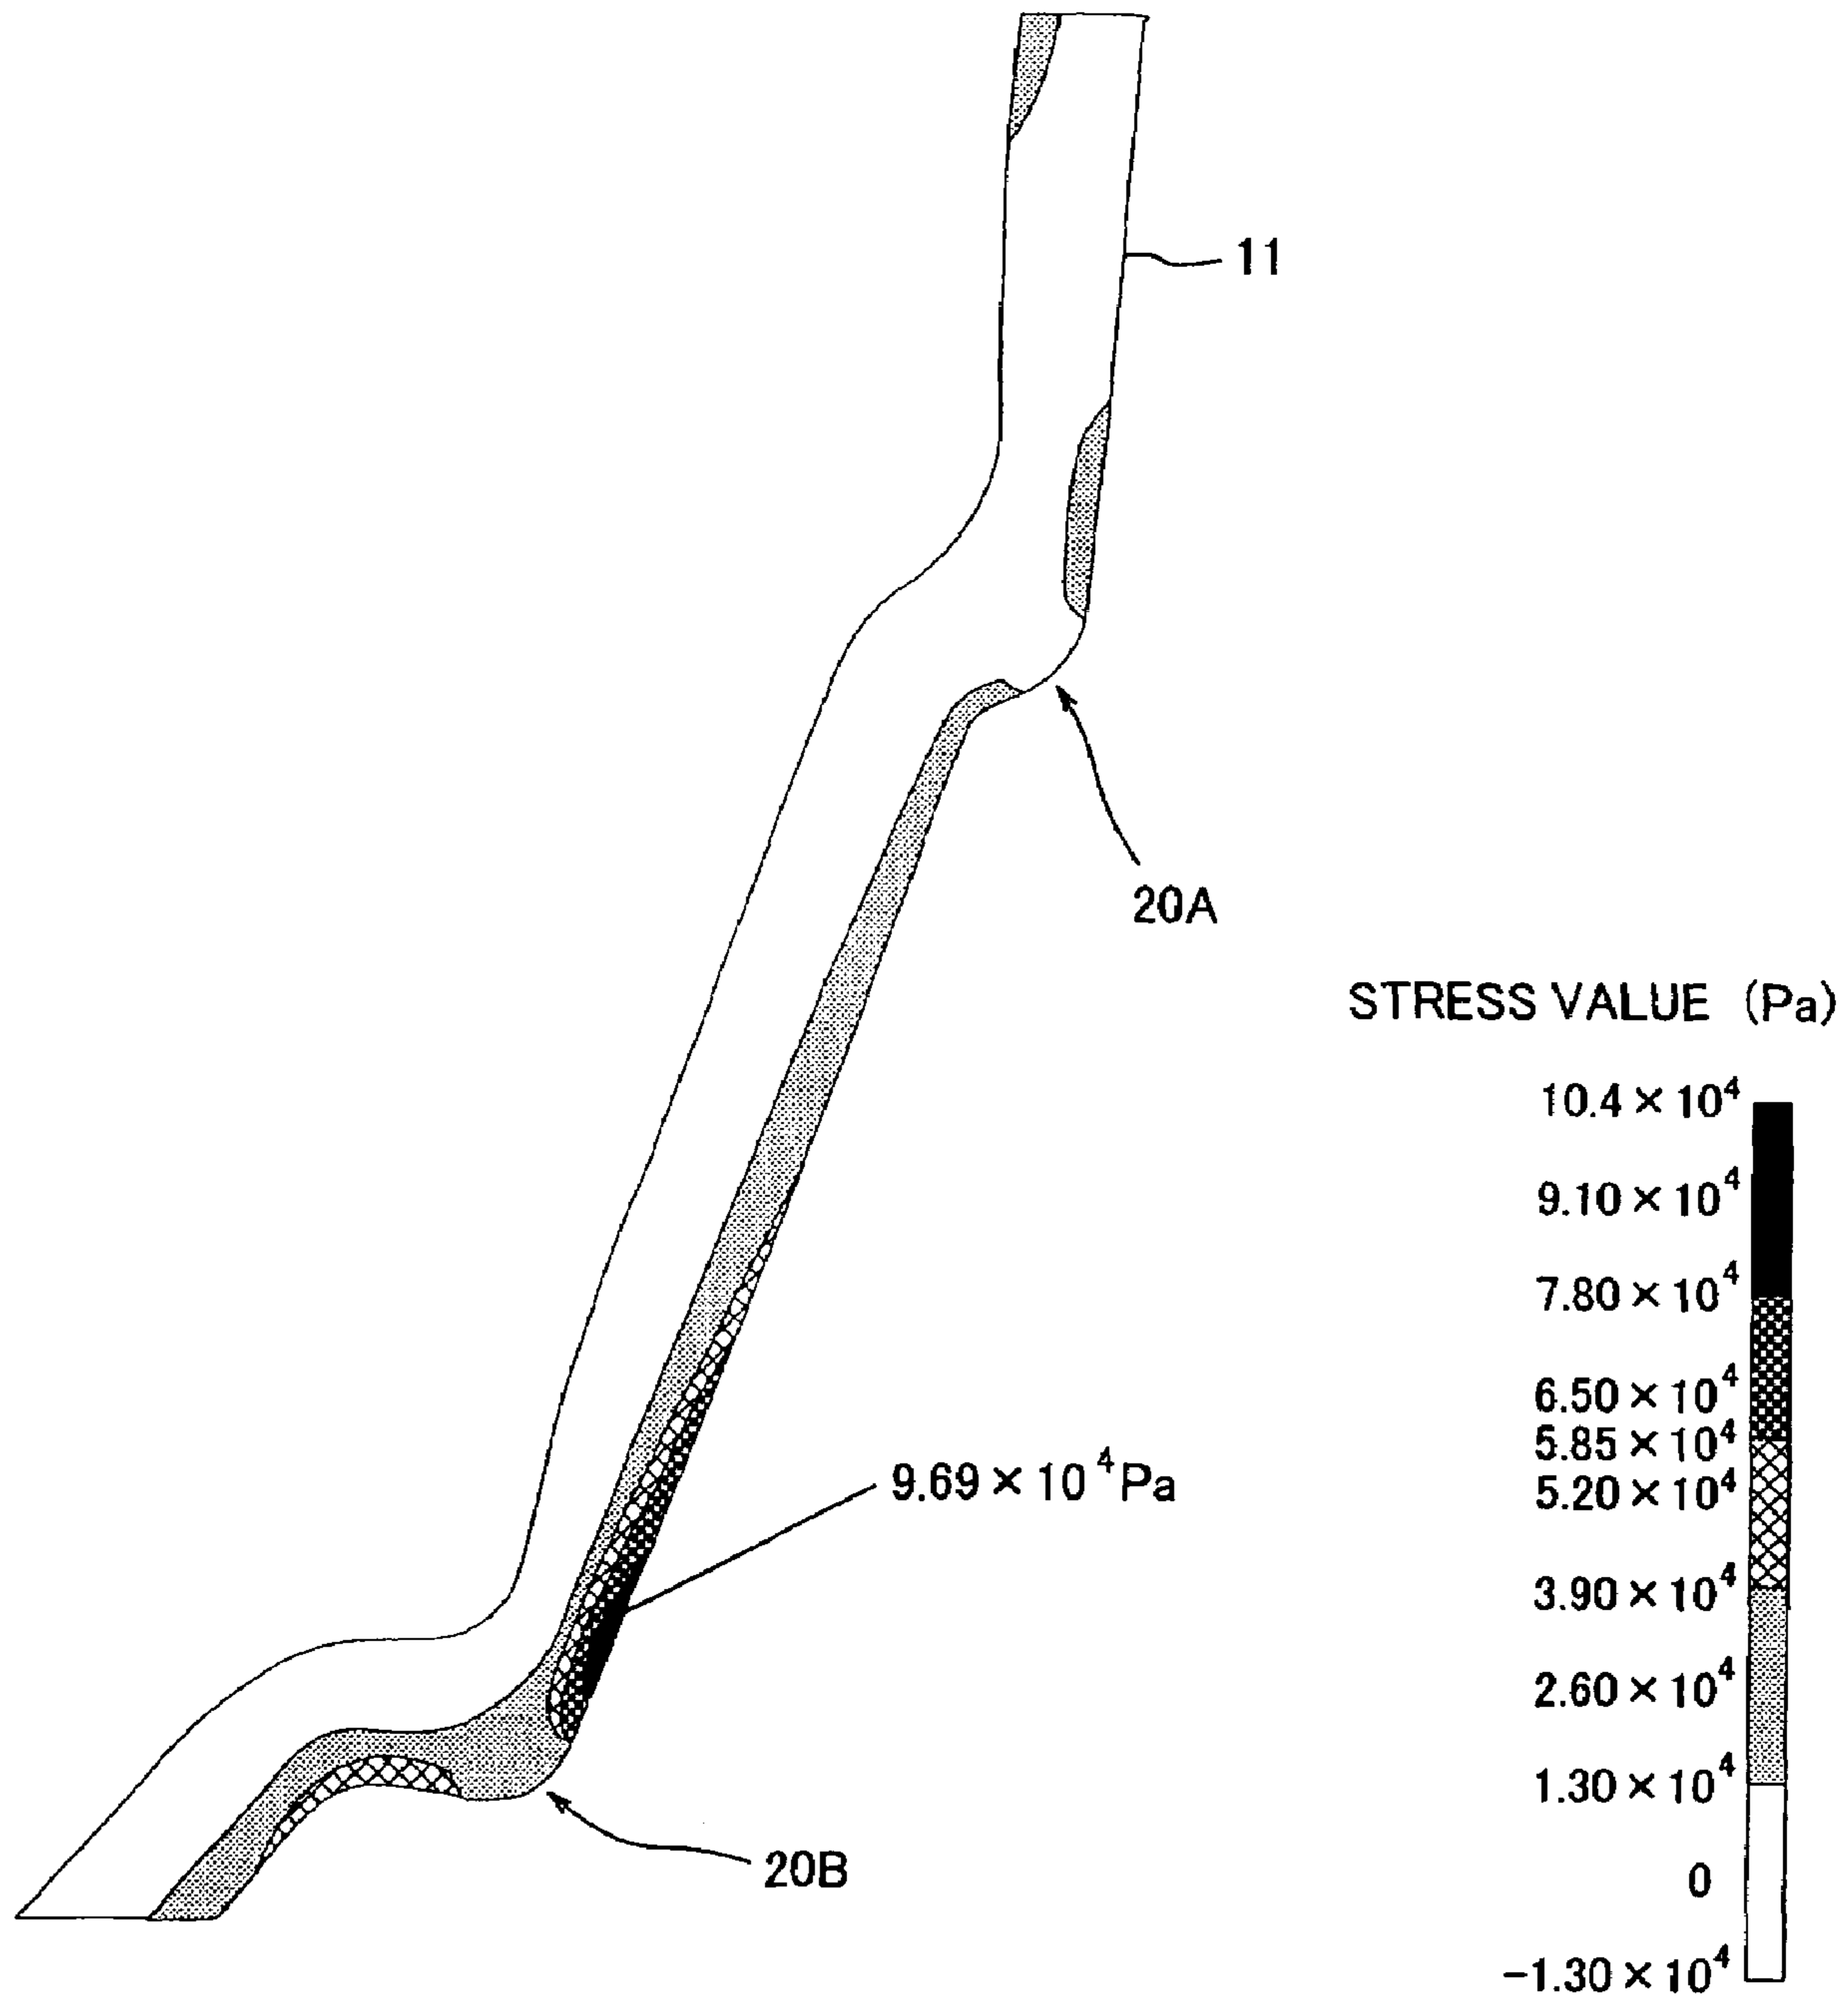 11
20A
STRESS VALUE (Pa)
10.4 × 10⁴
9.10 × 10⁴
7.80 × 10⁴
6.50 × 10⁴
5.85 × 10⁴
5.20 × 10⁴
3.90 × 10⁴
2.60 × 10⁴
1.30 × 10⁴
0
−1.30 × 10⁴
9.69 × 10⁴ Pa
20B